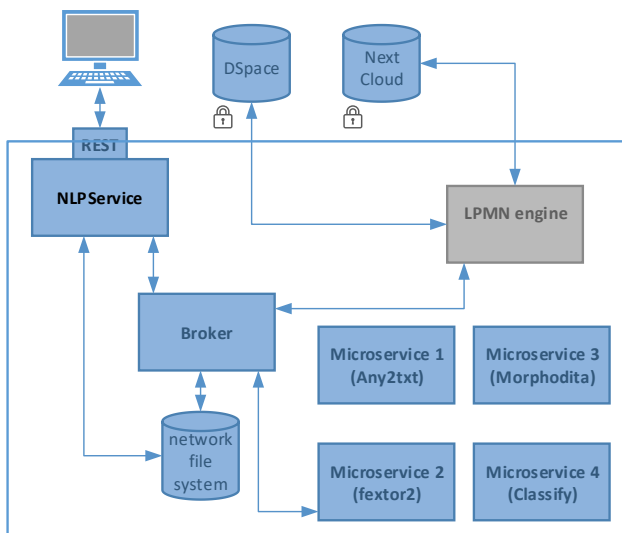 DSpace
Next
Cloud
REST
NLPService
LPMN engine
Broker
Microservice 1
(Any2txt)
Microservice 3
(Morphodita)
network
file
system
Microservice 2
(fextor2)
Microservice 4
(Classify)